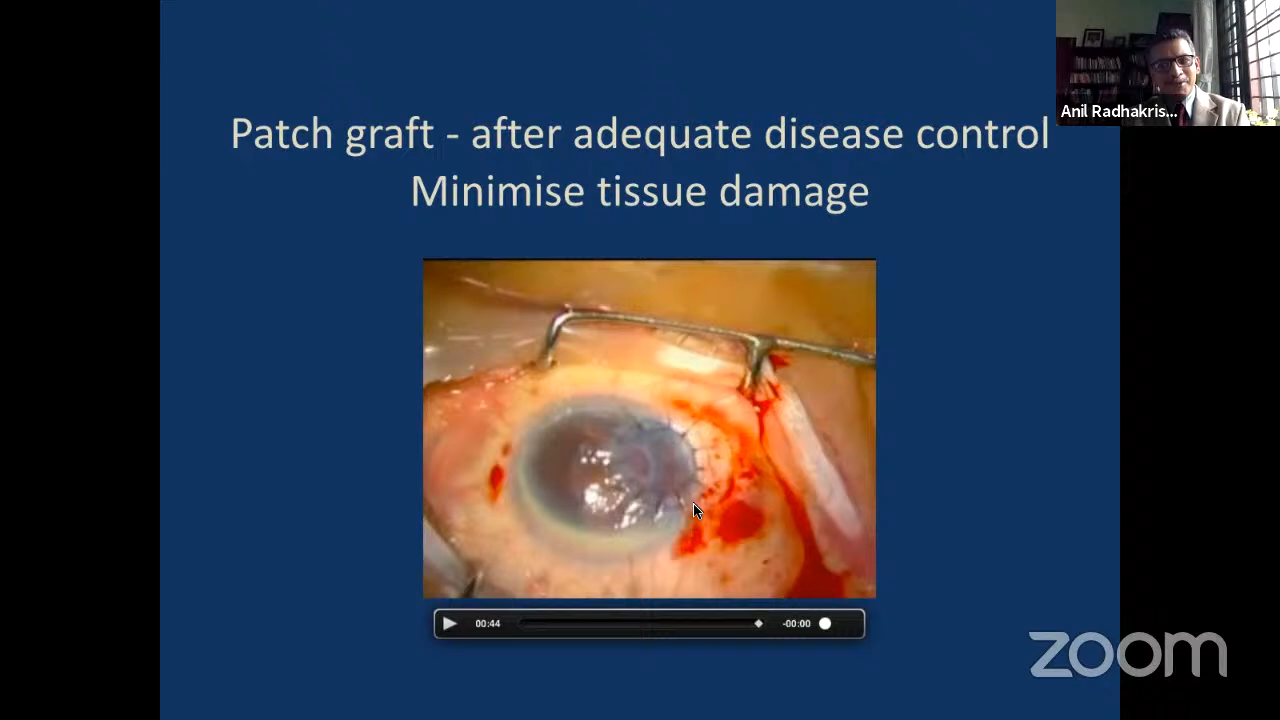 Patch graft - after adequate disease control
Minimise tissue damage
Anil Radhakris...
00:44
-00:00
zoom